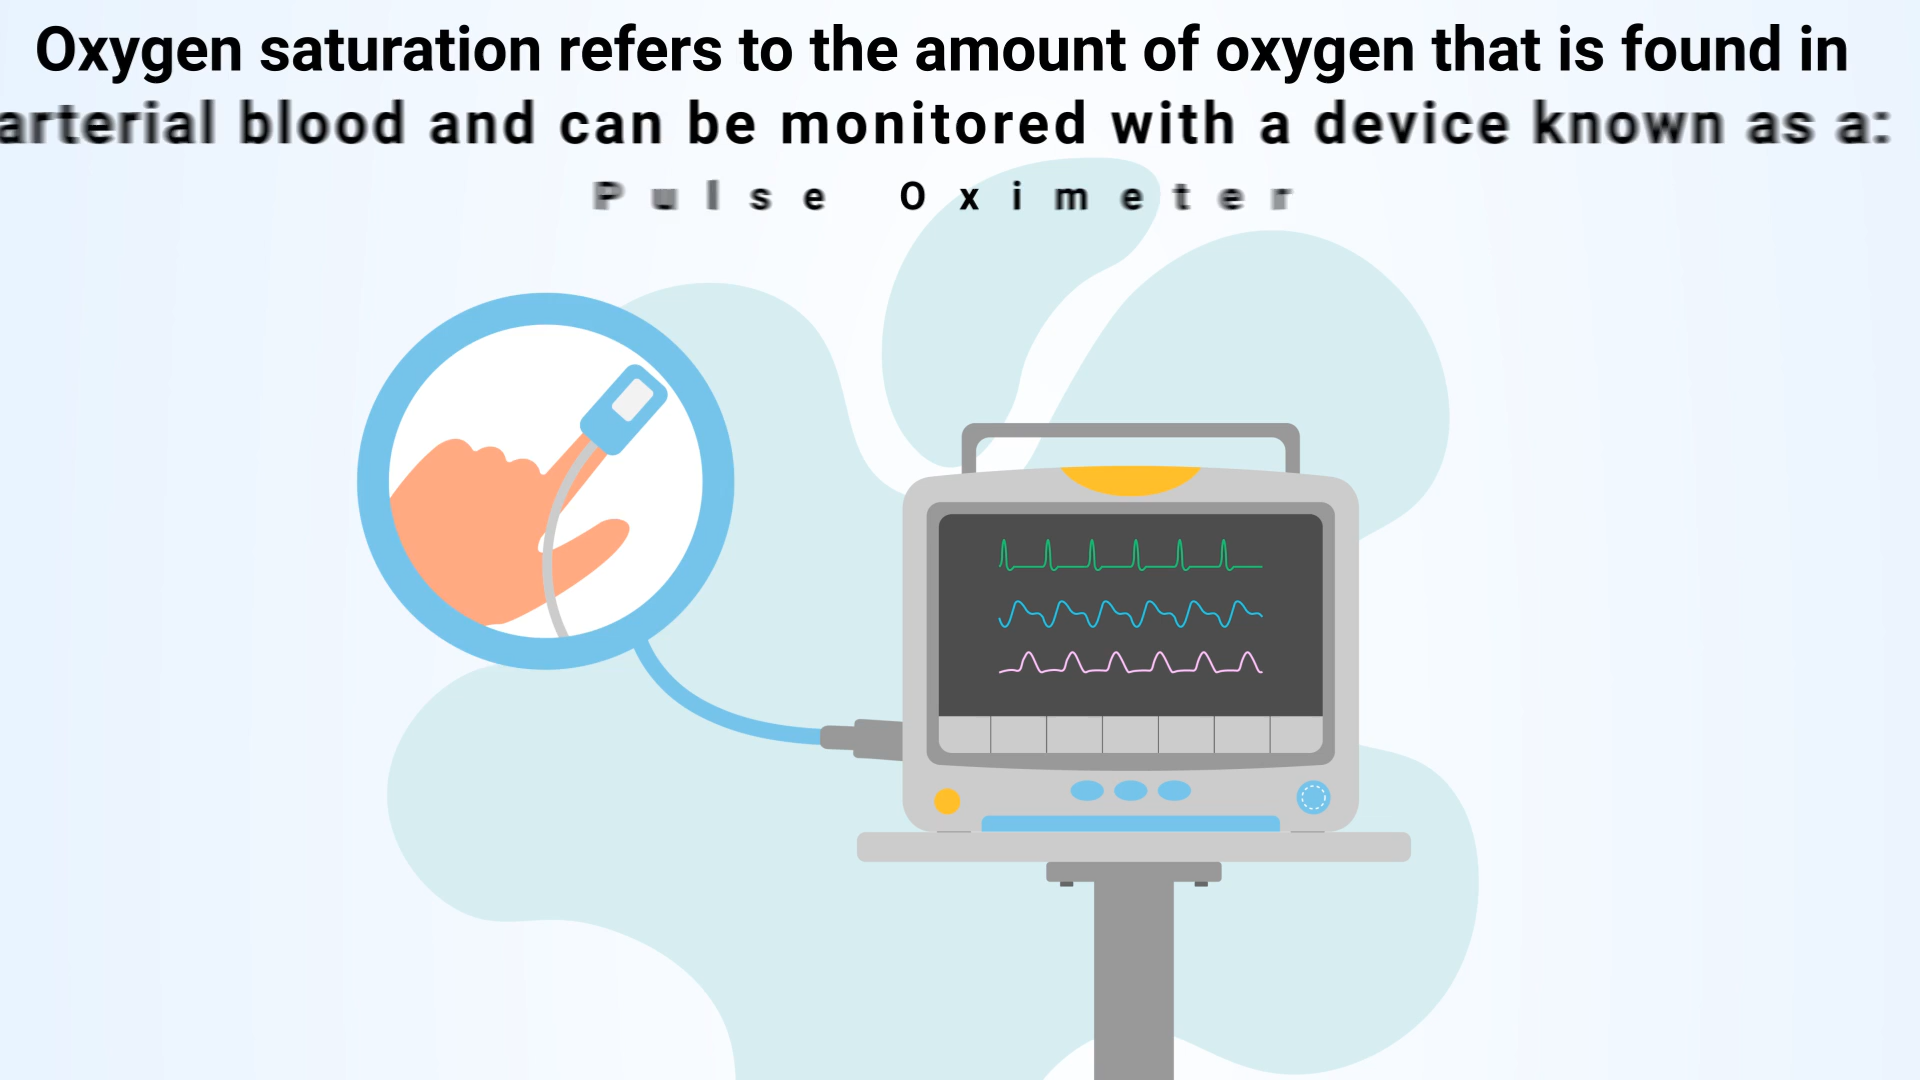 Oxygen saturation refers to the amount of oxygen that is found in
arterial blood and can be monitored with a device known as a:
Pulse Oximeter